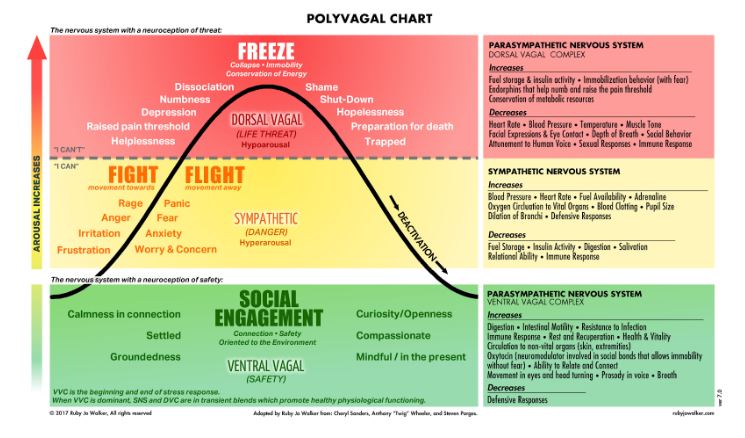 POLYVAGAL CHART
The nervous system with a neuroception of threat:
FREEZE
Collapse • Immobility
Conservation of Energy
Dissociation
Numbness
Depression
Raised pain threshold
Helplessness
Shame
Shut-Down
Hopelessness
Preparation for death
Trapped
DORSAL VAGAL
(LIFE THREAT)
Hypoarousal
"I CAN'T"
"I CAN"
AROUSAL INCREASES
FIGHT
movement towards
FLIGHT
movement away
Rage
Anger
Irritation
Frustration
Panic
Fear
Anxiety
Worry & Concern
SYMPATHETIC
(DANGER)
Hyperarousal
DEACTIVATION
The nervous system with a neuroception of safety:
SOCIAL
ENGAGEMENT
Connection • Safety
Oriented to the Environment
Calmness in connection
Settled
Groundedness
Curiosity/Openness
Compassionate
Mindful / in the present
VENTRAL VAGAL
(SAFETY)
VVC is the beginning and end of stress response.
When VVC is dominant, SNS and DVC are in transient blends which promote healthy physiological functioning.
PARASYMPATHETIC NERVOUS SYSTEM
DORSAL VAGAL COMPLEX
Increases
Fuel storage & insulin activity • Immobilization behavior (with fear)
Endorphins that help numb and raise the pain threshold
Conservation of metabolic resources
Decreases
Heart Rate • Blood Pressure • Temperature • Muscle Tone
Facial Expressions & Eye Contact • Depth of Breath • Social Behavior
Attunement to Human Voice • Sexual Responses • Immune Response
SYMPATHETIC NERVOUS SYSTEM
Increases
Blood Pressure • Heart Rate • Fuel Availability • Adrenaline
Oxygen Circluation to Vital Organs • Blood Clotting • Pupil Size
Dilation of Bronchi • Defensive Responses
Decreases
Fuel Storage • Insulin Activity • Digestion • Salivation
Relational Ability • Immune Response
PARASYMPATHETIC NERVOUS SYSTEM
VENTRAL VAGAL COMPLEX
Increases
Digestion • Intestinal Motility • Resistance to Infection
Immune Response • Rest and Recuperation • Health & Vitality
Circulation to non-vital organs (skin, extremities)
Oxytocin (neuromodulator involved in social bonds that allows immobility
without fear) • Ability to Relate and Connect
Movement in eyes and head turning • Prosody in voice • Breath
Decreases
Defensive Responses
ver 7.0
© 2017 Ruby Jo Walker, All rights reserved
Adapted by Ruby Jo Walker from: Cheryl Sanders, Anthony "Twig" Wheeler, and Steven Porges.
rubyjowalker.com